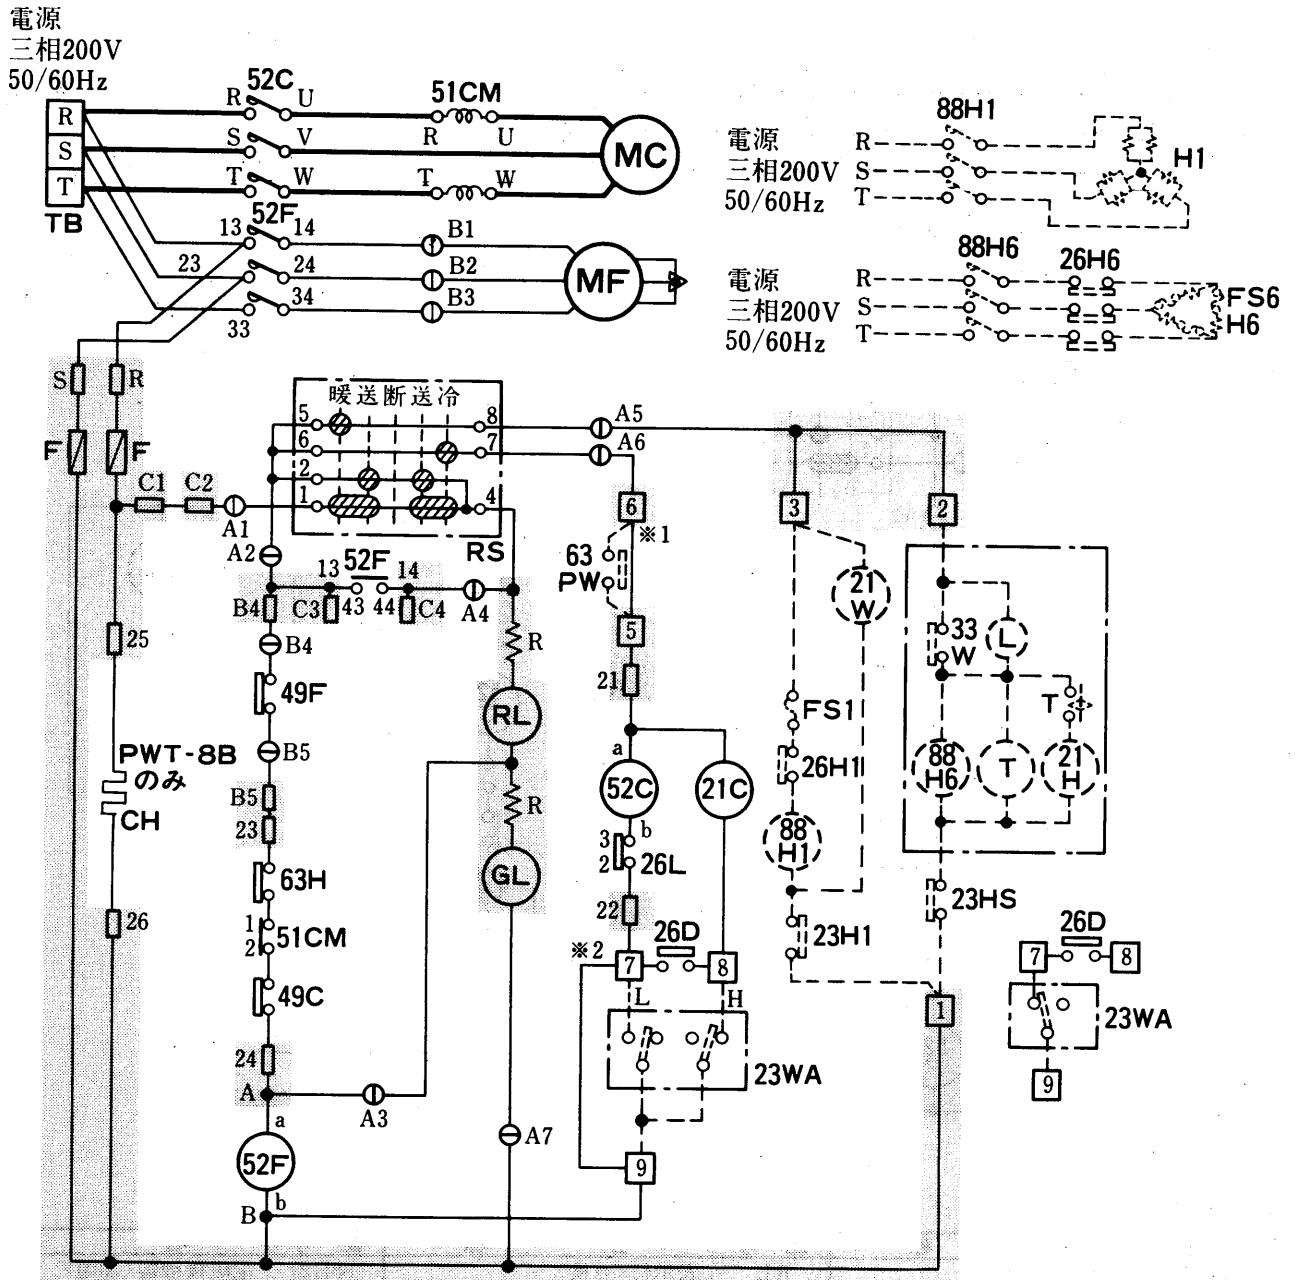 電源
三相200V
50/60Hz
52C
51CM
R
U
R
S
V
R
U
S
T
W
T
W
T
MC
TB
52F
13
14
B1
23
24
B2
MF
34
B3
33
電源
三相200V
50/60Hz
R
S
T
88H1
H1
電源
三相200V
50/60Hz
R
S
T
88H6
26H6
FS6
H6
S
R
F
F
暖送断送冷
5
8
6
7
2
1
4
RS
A5
A6
C1
C2
A1
A2
13
52F
14
B4
C3
43
44
C4
A4
B4
R
49F
RL
B5
B5
23
R
63H
GL
1
2
51CM
49C
24
A
A3
a
52F
b
B
A7
25
PWT-8B
のみ
CH
26
6
※1
63
PW
5
21
a
52C
21C
b
3
2
26L
22
※2
26D
7
8
L
H
23WA
9
3
21
W
FS1
26H1
88
H1
23H1
2
33
W
L
T
88
H6
T
21
H
23HS
1
26D
7
8
23WA
9